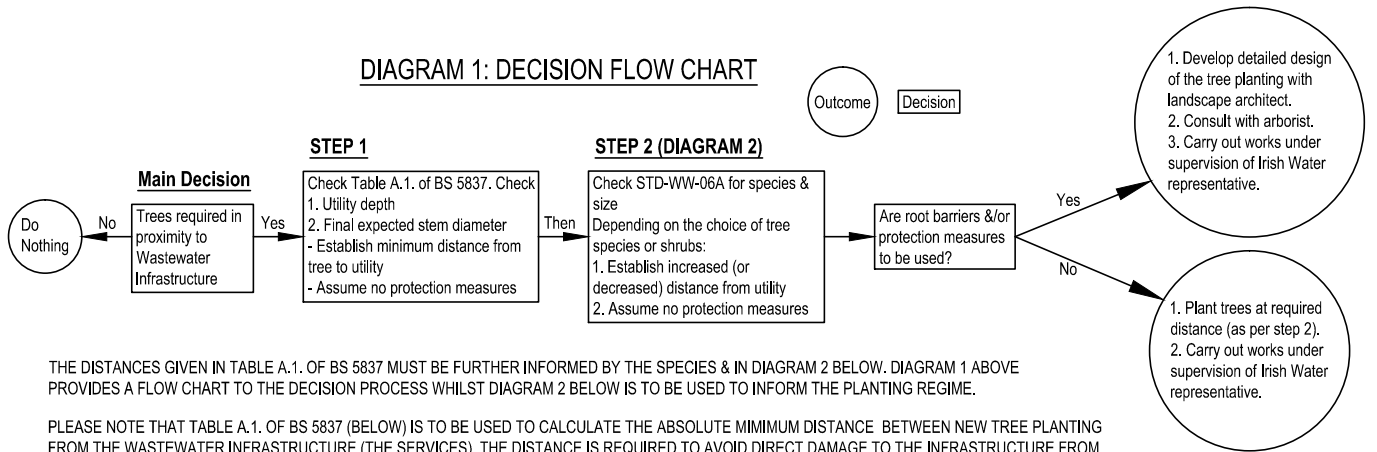 DIAGRAM 1: DECISION FLOW CHART
Outcome
Decision
Do
Nothing
No
Main Decision
Trees required in
proximity to
Wastewater
Infrastructure
Yes
STEP 1
Check Table A.1. of BS 5837. Check
1. Utility depth
2. Final expected stem diameter
- Establish minimum distance from
tree to utility
- Assume no protection measures
Then
STEP 2 (DIAGRAM 2)
Check STD-WW-06A for species &
size
Depending on the choice of tree
species or shrubs:
1. Establish increased (or
decreased) distance from utility
2. Assume no protection measures
Are root barriers &/or
protection measures
to be used?
Yes
1. Develop detailed design
of the tree planting with
landscape architect.
2. Consult with arborist.
3. Carry out works under
supervision of Irish Water
representative.
No
1. Plant trees at required
distance (as per step 2).
2. Carry out works under
supervision of Irish Water
representative.
THE DISTANCES GIVEN IN TABLE A.1. OF BS 5837 MUST BE FURTHER INFORMED BY THE SPECIES & IN DIAGRAM 2 BELOW. DIAGRAM 1 ABOVE
PROVIDES A FLOW CHART TO THE DECISION PROCESS WHILST DIAGRAM 2 BELOW IS TO BE USED TO INFORM THE PLANTING REGIME.
PLEASE NOTE THAT TABLE A.1. OF BS 5837 (BELOW) IS TO BE USED TO CALCULATE THE ABSOLUTE MIMIMUM DISTANCE BETWEEN NEW TREE PLANTING
FROM THE WASTEWATER INFRASTRUCTURE (THE SERVICES). THE DISTANCE IS REQUIRED TO AVOID DIRECT DAMAGE TO THE INFRASTRUCTURE FROM